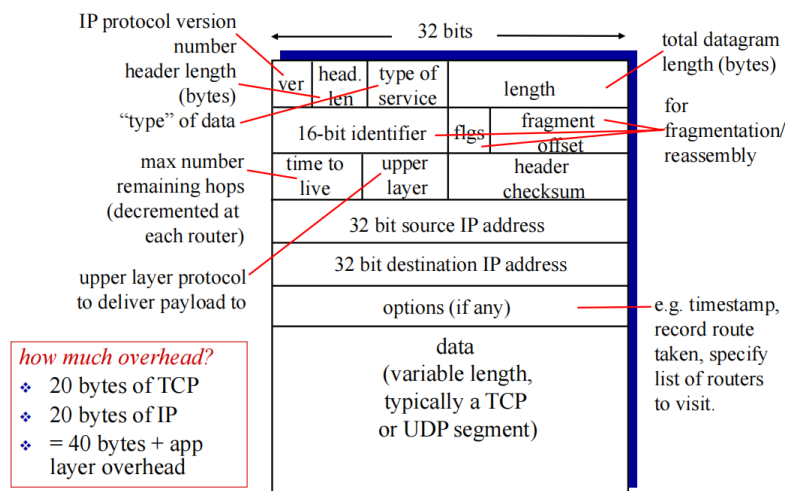 32 bits
IP protocol version
number
header length
(bytes)
“type” of data
ver
head.
len
type of
service
length
total datagram
length (bytes)
16-bit identifier
flgs
fragment
offset
for
fragmentation/
reassembly
max number
remaining hops
(decremented at
each router)
time to
live
upper
layer
header
checksum
32 bit source IP address
upper layer protocol
to deliver payload to
32 bit destination IP address
options (if any)
e.g. timestamp,
record route
taken, specify
list of routers
to visit.
data
(variable length,
typically a TCP
or UDP segment)
how much overhead?
❖ 20 bytes of TCP
❖ 20 bytes of IP
❖ = 40 bytes + app
layer overhead